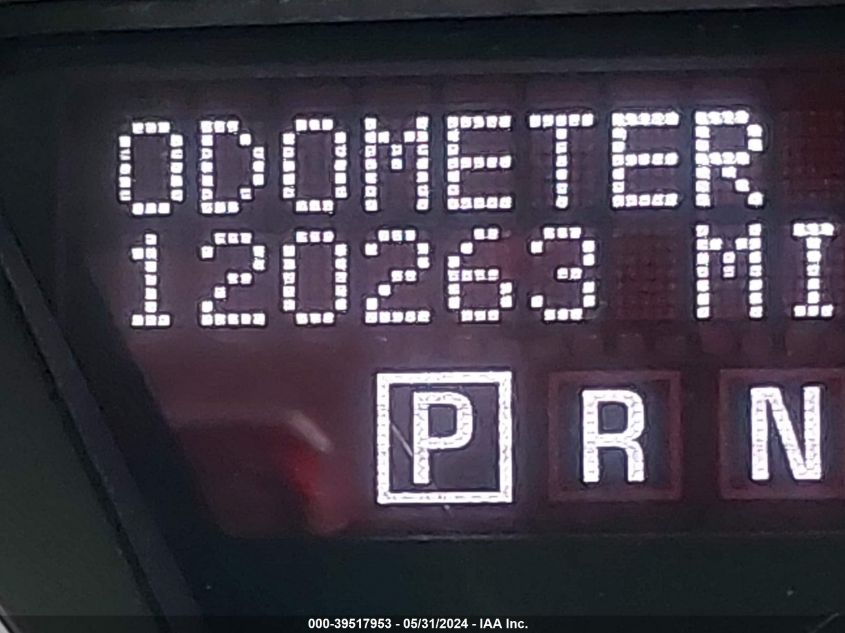 ODOMETER
120263 MI
P R N
000-39517953 - 05/31/2024 - IAA Inc.